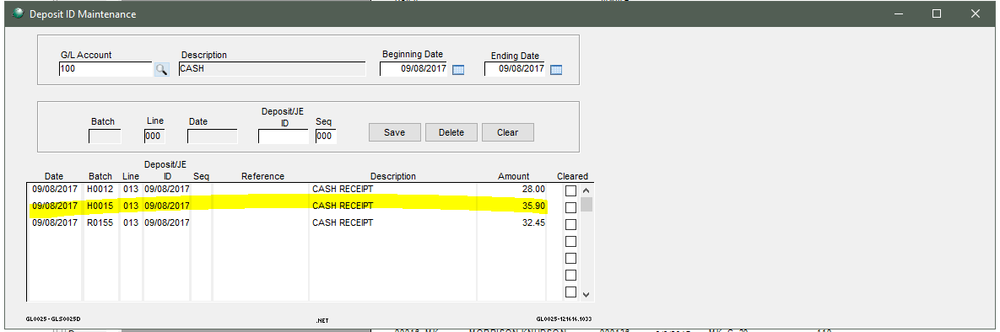 Deposit ID Maintenance
G/L Account Description Beginning Date Ending Date
100 CASH 09/08/2017 09/08/2017
Deposit/JE
Batch Line Date ID Seq
000 000 Save Delete Clear
Deposit/JE
Date Batch Line ID Seq Reference Description Amount Cleared
09/08/2017 H0012 013 09/08/2017 CASH RECEIPT 28.00
09/08/2017 H0015 013 09/08/2017 CASH RECEIPT 35.90
09/08/2017 R0155 013 09/08/2017 CASH RECEIPT 32.45
GL0025 - GLS0025D .NET GL0025-121616.1033